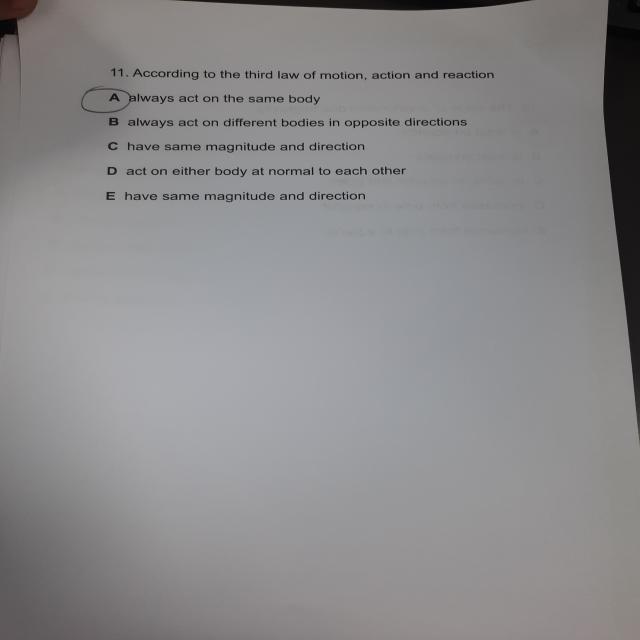 11. According to the third law of motion, action and reaction
A always act on the same body
B always act on different bodies in opposite directions
C have same magnitude and direction
D act on either body at normal to each other
E have same magnitude and direction